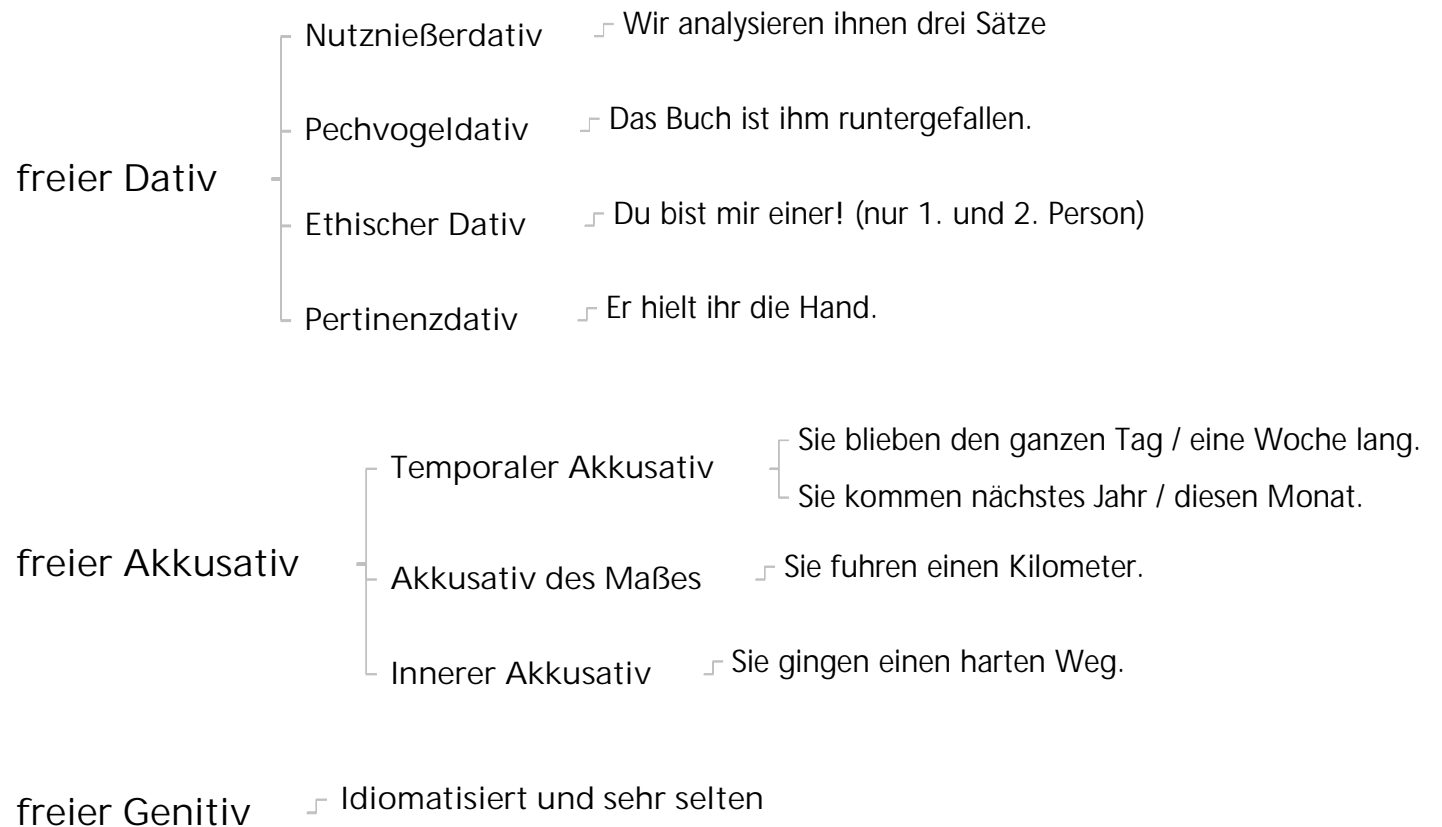 freier Dativ
Nutznießerdativ
Wir analysieren ihnen drei Sätze
Pechvogeldativ
Das Buch ist ihm runtergefallen.
Ethischer Dativ
Du bist mir einer! (nur 1. und 2. Person)
Pertinenzdativ
Er hielt ihr die Hand.
freier Akkusativ
Temporaler Akkusativ
Sie blieben den ganzen Tag / eine Woche lang.
Sie kommen nächstes Jahr / diesen Monat.
Akkusativ des Maßes
Sie fuhren einen Kilometer.
Innerer Akkusativ
Sie gingen einen harten Weg.
freier Genitiv
Idiomatisiert und sehr selten